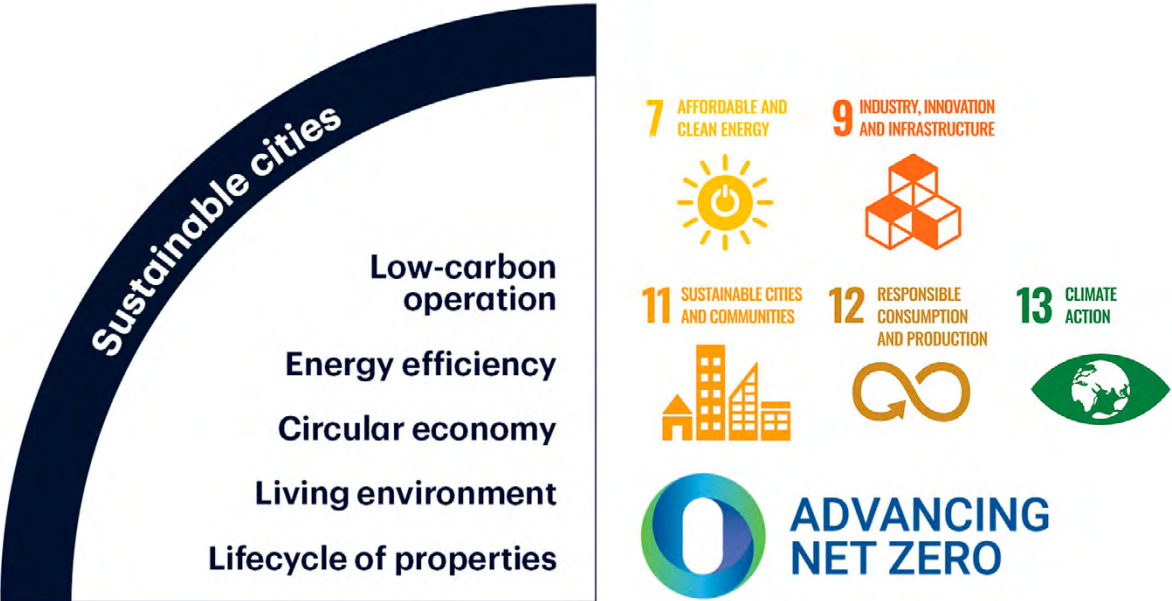 Sustainable cities
Low-carbon
operation
Energy efficiency
Circular economy
Living environment
Lifecycle of properties
7 AFFORDABLE AND
CLEAN ENERGY
9 INDUSTRY, INNOVATION
AND INFRASTRUCTURE
11 SUSTAINABLE CITIES
AND COMMUNITIES
12 RESPONSIBLE
CONSUMPTION
AND PRODUCTION
13 CLIMATE
ACTION
ADVANCING
NET ZERO